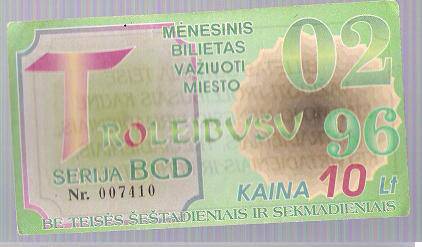 MĖNESINIS
BILIETAS
VAŽIUOTI
MIESTO
TROLEIBUSU
02
96
SERIJA BCD
Nr. 007410
KAINA 10 Lt
BE TEISĖS ŠEŠTADIENIAIS IR SEKMADIENIAIS